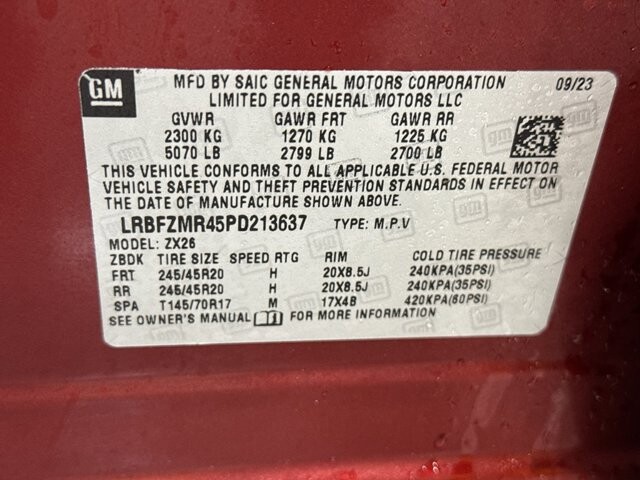 GM MFD BY SAIC GENERAL MOTORS CORPORATION 09/23
LIMITED FOR GENERAL MOTORS LLC
GVWR GAWR FRT GAWR RR
2300 KG 1270 KG 1225 KG
5070 LB 2799 LB 2700 LB
THIS VEHICLE CONFORMS TO ALL APPLICABLE U.S. FEDERAL MOTOR
VEHICLE SAFETY AND THEFT PREVENTION STANDARDS IN EFFECT ON
THE DATE OF MANUFACTURE SHOWN ABOVE.
LRBFZMR45PD213637 TYPE: M.P.V
MODEL: ZX26
ZBDK TIRE SIZE SPEED RTG RIM COLD TIRE PRESSURE
FRT 245/45R20 H 20X8.5J 240KPA(35PSI)
RR 245/45R20 H 20X8.5J 240KPA(35PSI)
SPA T145/70R17 M 17X4B 420KPA(60PSI)
SEE OWNER'S MANUAL FOR MORE INFORMATION